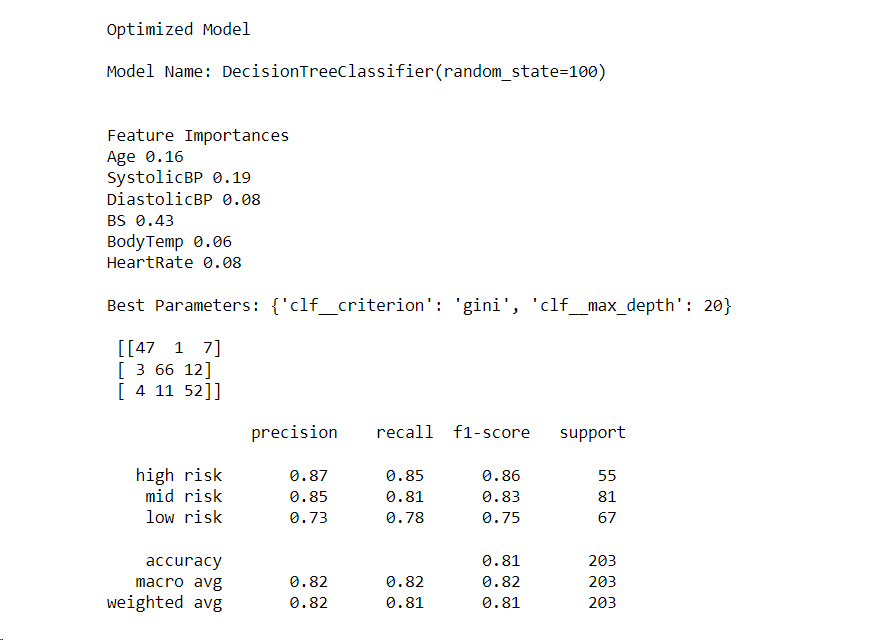 Optimized Model
Model Name: DecisionTreeClassifier(random_state=100)
Feature Importances
Age 0.16
SystolicBP 0.19
DiastolicBP 0.08
BS 0.43
BodyTemp 0.06
HeartRate 0.08
Best Parameters: {'clf__criterion': 'gini', 'clf__max_depth': 20}
[[47  1  7]
[ 3 66 12]
[ 4 11 52]]
precision recall f1-score support
high risk 0.87 0.85 0.86 55
mid risk 0.85 0.81 0.83 81
low risk 0.73 0.78 0.75 67
accuracy 0.81 203
macro avg 0.82 0.82 0.82 203
weighted avg 0.82 0.81 0.81 203